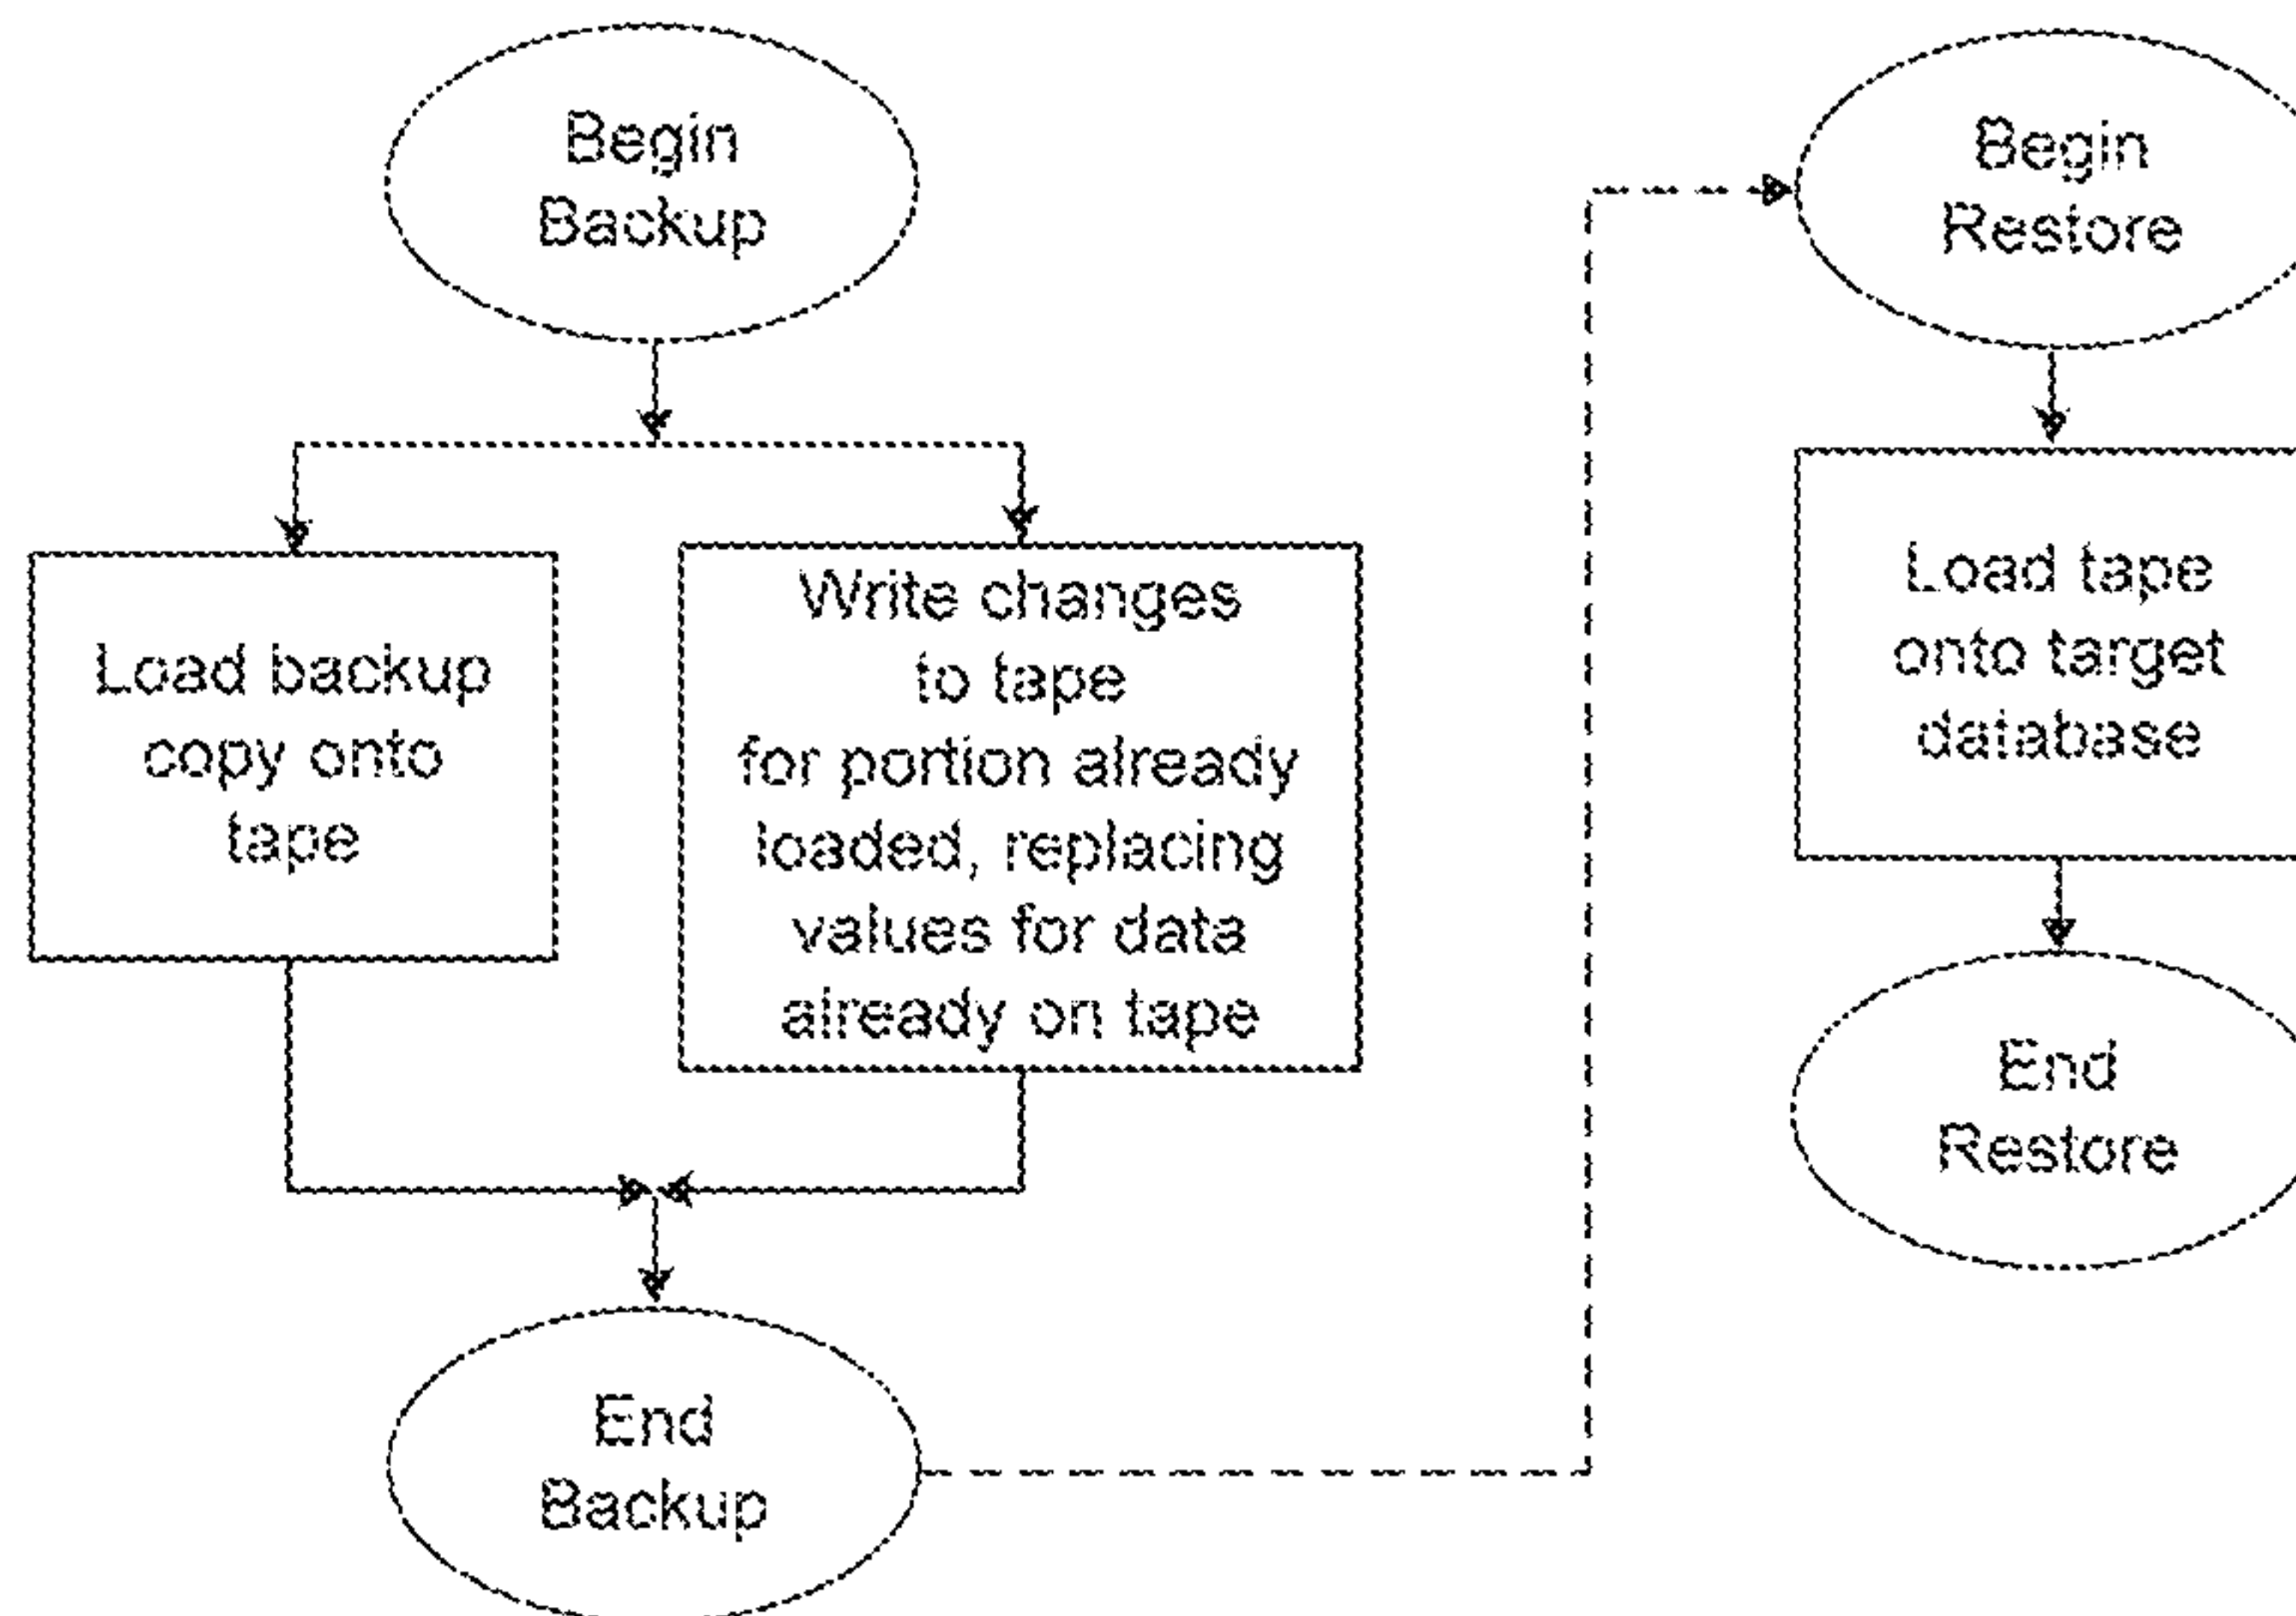 Begin
Backup
Load backup
copy onto
tape
Write changes
to tape
for portion already
loaded, replacing
values for data
already on tape
End
Backup
Begin
Restore
Load tape
onto target
database
End
Restore